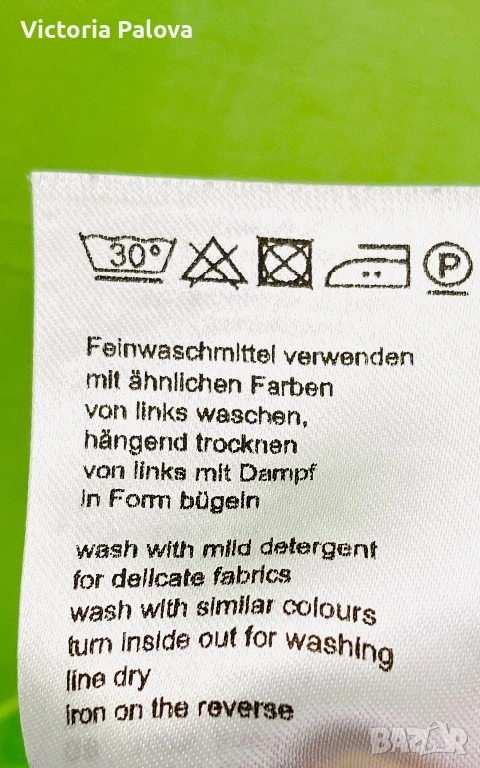 Victoria Palova
30°
P
Feinwaschmittel verwenden
mit ähnlichen Farben
von links waschen,
hängend trocknen
von links mit Dampf
in Form bügeln
wash with mild detergent
for delicate fabrics
wash with similar colours
turn inside out for washing
line dry
iron on the reverse
BAZAR